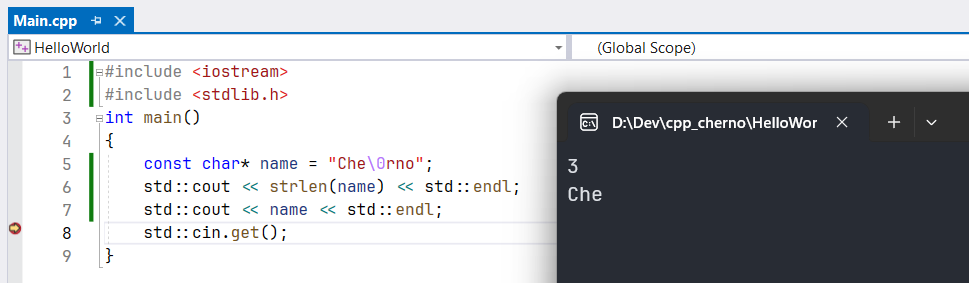 Main.cpp
HelloWorld
(Global Scope)
1 #include <iostream>
2 #include <stdlib.h>
3 int main()
4 {
5 const char* name = "Che\0rno";
6 std::cout << strlen(name) << std::endl;
7 std::cout << name << std::endl;
8 std::cin.get();
9 }
D:\Dev\cpp_cherno\HelloWor
3
Che